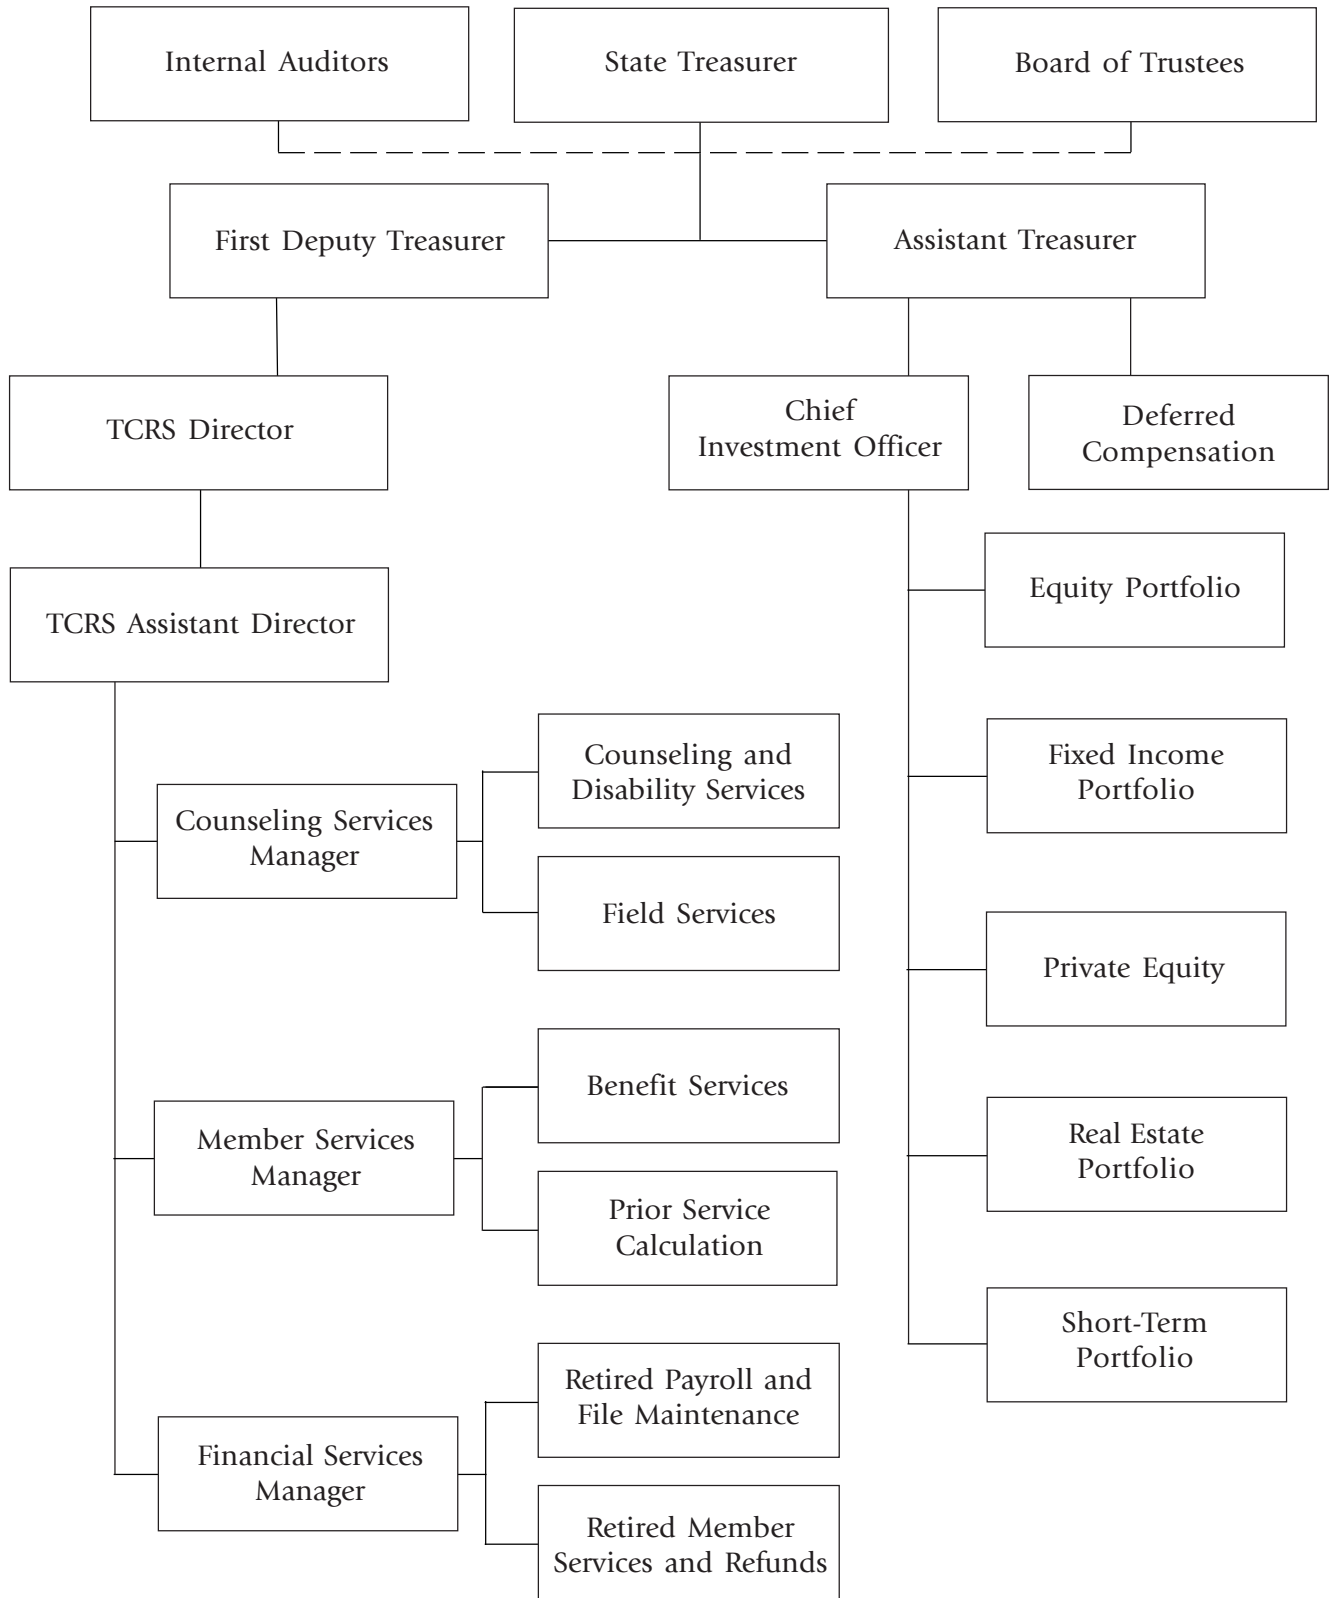 Internal Auditors
State Treasurer
Board of Trustees
First Deputy Treasurer
Assistant Treasurer
TCRS Director
Chief
Investment Officer
Deferred
Compensation
TCRS Assistant Director
Equity Portfolio
Counseling and
Disability Services
Fixed Income
Portfolio
Counseling Services
Manager
Field Services
Private Equity
Benefit Services
Member Services
Manager
Real Estate
Portfolio
Prior Service
Calculation
Short-Term
Portfolio
Retired Payroll and
File Maintenance
Financial Services
Manager
Retired Member
Services and Refunds